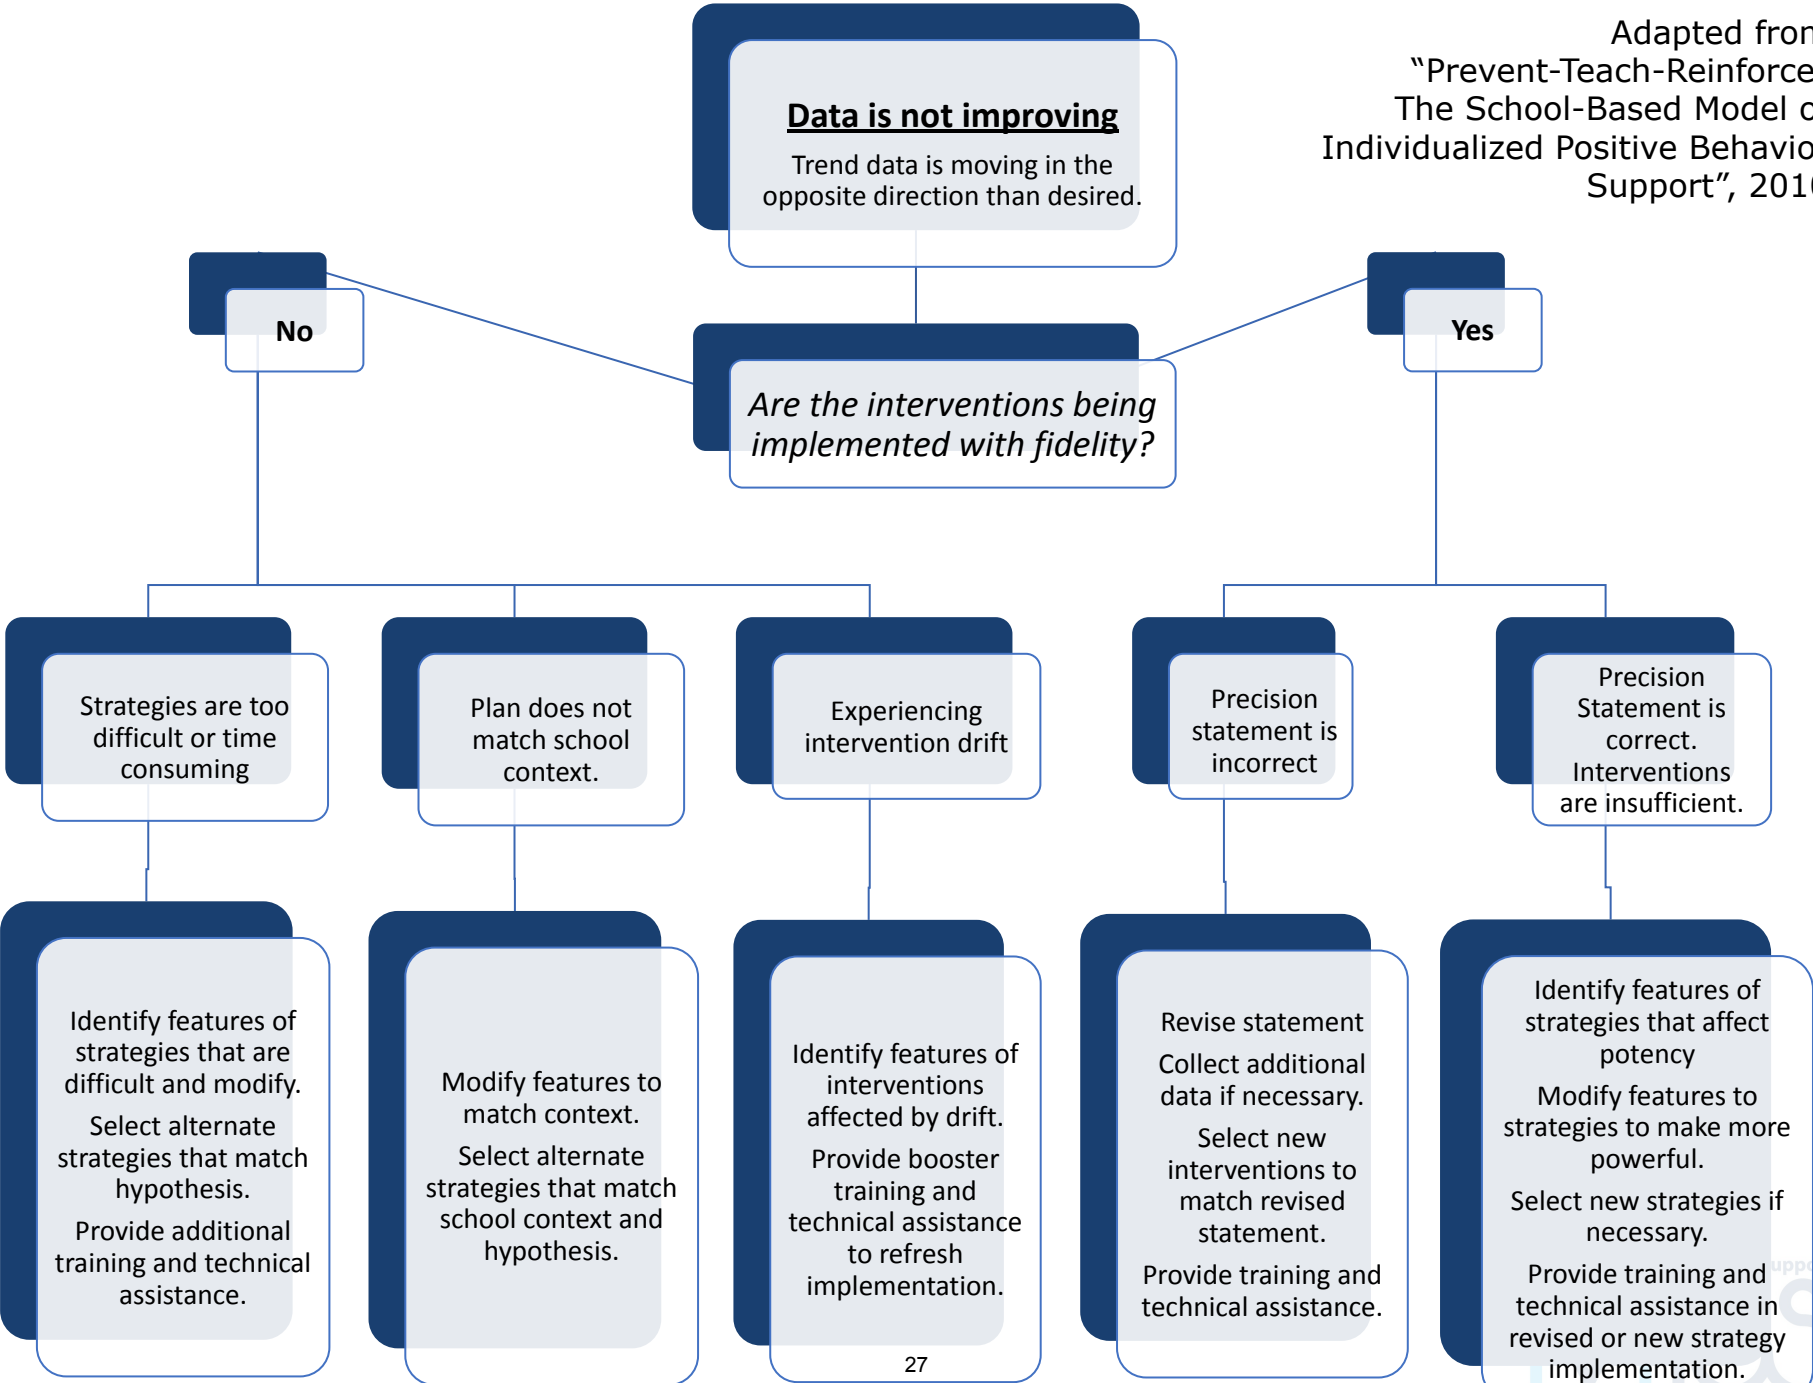 Adapted from
“Prevent-Teach-Reinforce
The School-Based Model o
Individualized Positive Behavio
Support”, 2010
Data is not improving
Trend data is moving in the
opposite direction than desired.
No
Yes
Are the interventions being
implemented with fidelity?
Strategies are too
difficult or time
consuming
Plan does not
match school
context.
Experiencing
intervention drift
Precision
statement is
incorrect
Precision
Statement is
correct.
Interventions
are insufficient.
Identify features of
strategies that are
difficult and modify.
Select alternate
strategies that match
hypothesis.
Provide additional
training and technical
assistance.
Modify features to
match context.
Select alternate
strategies that match
school context and
hypothesis.
Identify features of
interventions
affected by drift.
Provide booster
training and
technical assistance
to refresh
implementation.
Revise statement
Collect additional
data if necessary.
Select new
interventions to
match revised
statement.
Provide training and
technical assistance.
Identify features of
strategies that affect
potency
Modify features to
strategies to make more
powerful.
Select new strategies if
necessary.
Provide training and
technical assistance in
revised or new strategy
implementation.
27